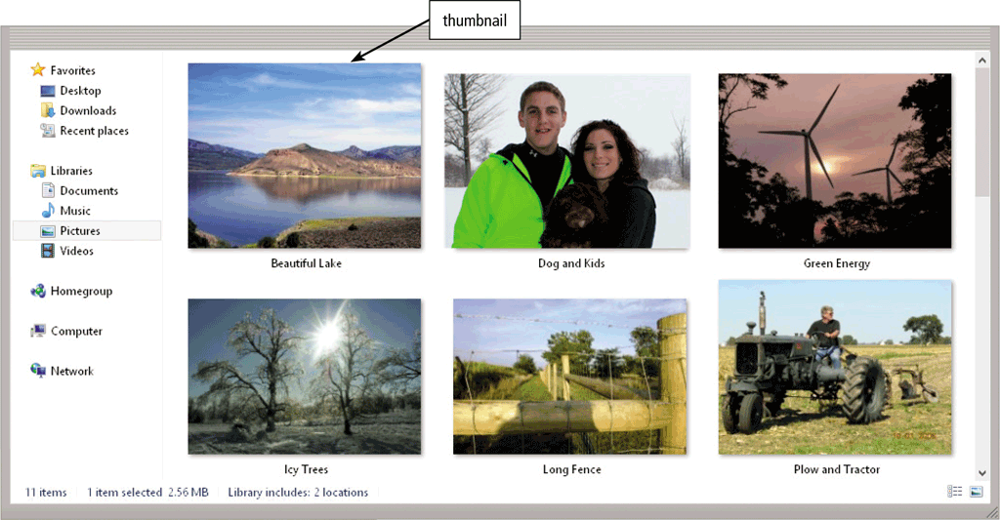 thumbnail
Favorites
Desktop
Downloads
Recent places
Libraries
Documents
Music
Pictures
Videos
Homegroup
Computer
Network
Beautiful Lake
Dog and Kids
Green Energy
Icy Trees
Long Fence
Plow and Tractor
11 items 1 item selected 2.56 MB Library includes: 2 locations